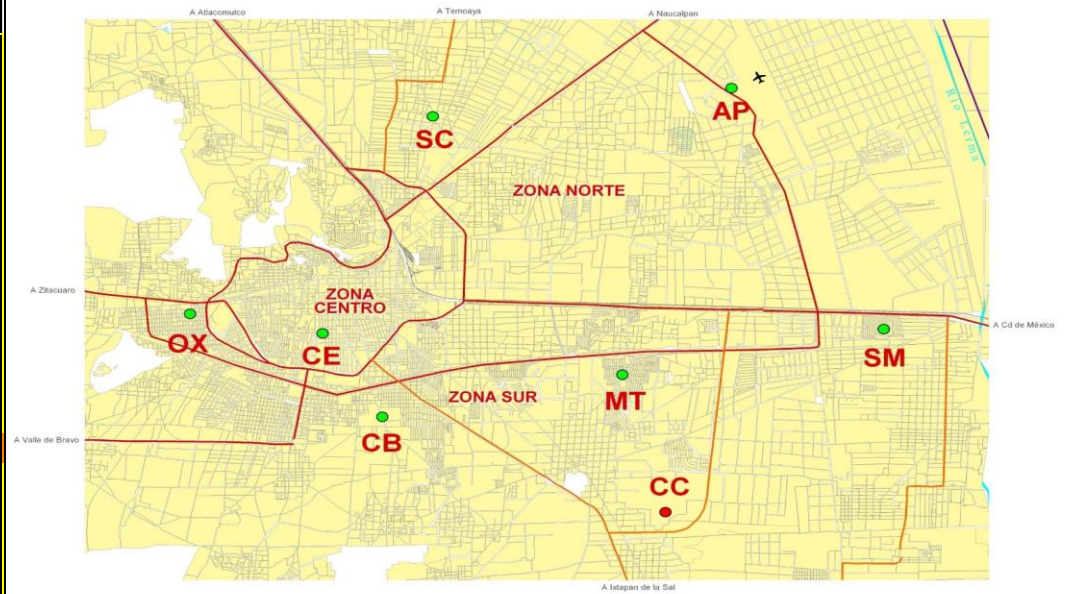 A Atlacomulco
A Temoaya
A Naucalpan
AP
Río Lerma
SC
ZONA NORTE
A Zitacuaro
ZONA
CENTRO
OX
CE
A Cd de México
SM
ZONA SUR
MT
A Valle de Bravo
CB
CC
A Ixtapan de la Sal